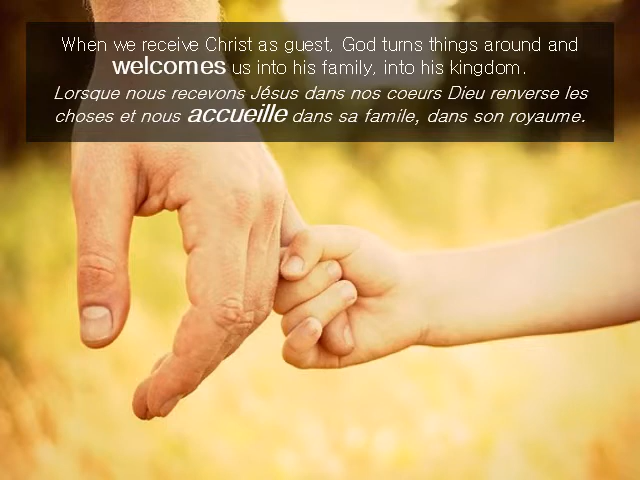 When we receive Christ as guest, God turns things around and
welcomes us into his family, into his kingdom.
Lorsque nous recevons Jésus dans nos coeurs Dieu renverse les
choses et nous accueille dans sa famile, dans son royaume.